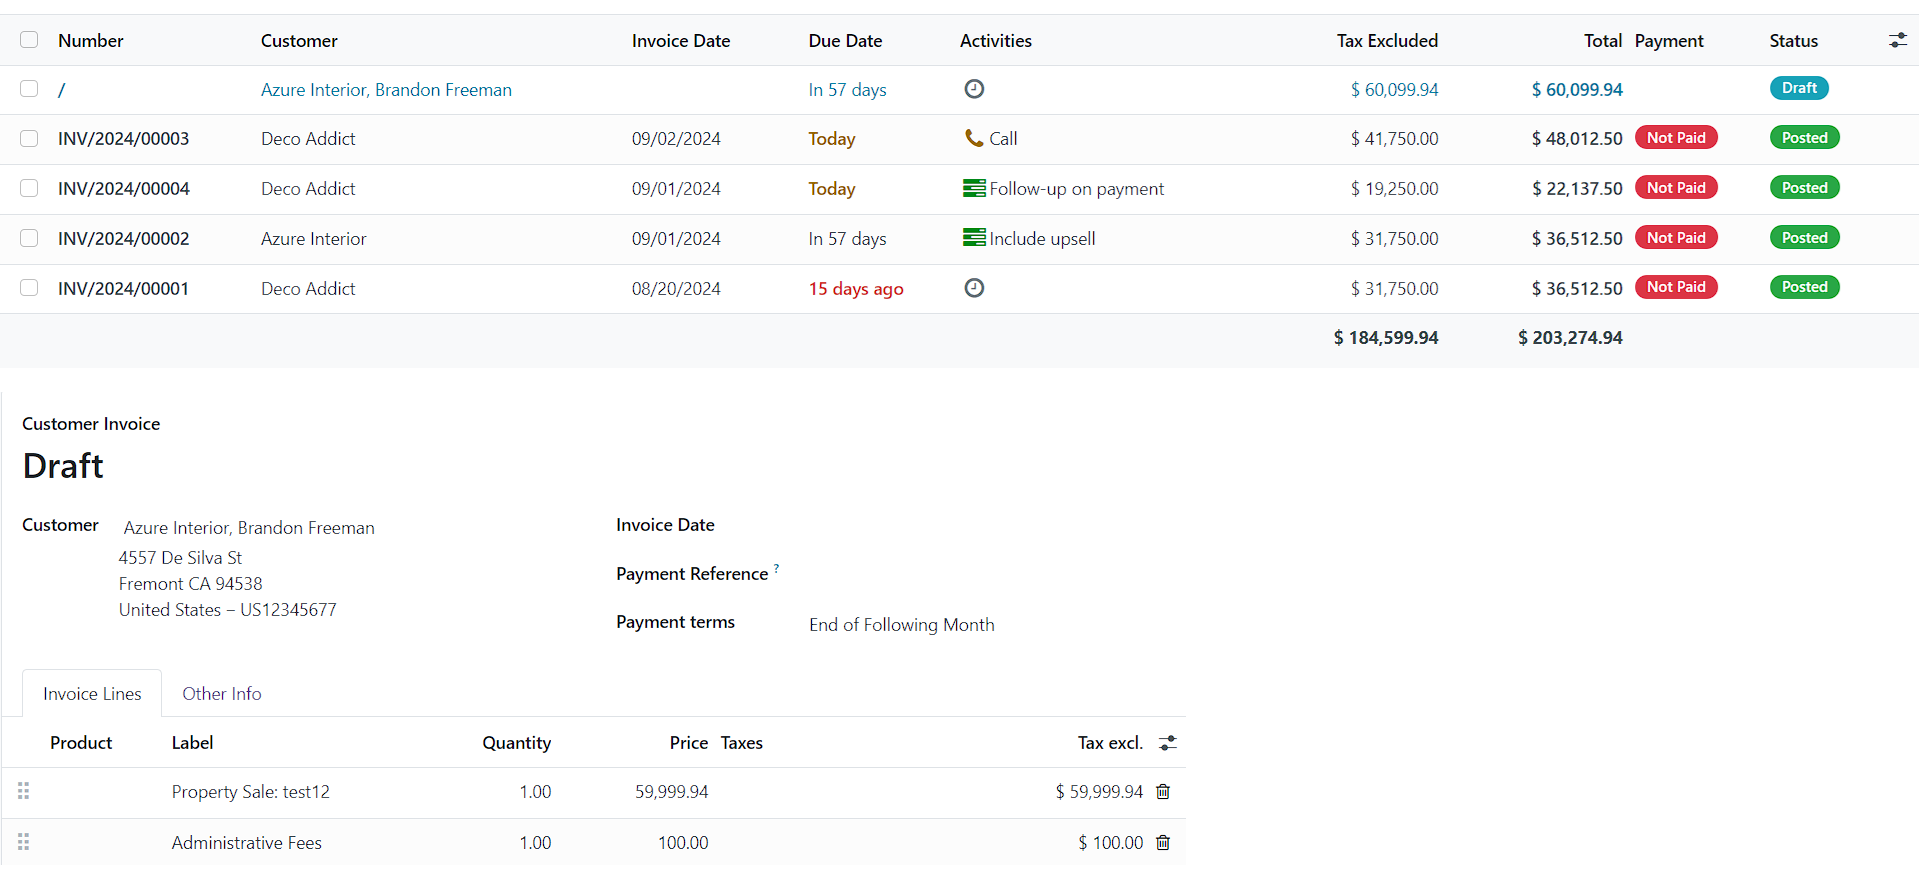 Number Customer Invoice Date Due Date Activities Tax Excluded Total Payment Status
/ Azure Interior, Brandon Freeman In 57 days $ 60,099.94 $ 60,099.94 Draft
INV/2024/00003 Deco Addict 09/02/2024 Today Call $ 41,750.00 $ 48,012.50 Not Paid Posted
INV/2024/00004 Deco Addict 09/01/2024 Today Follow-up on payment $ 19,250.00 $ 22,137.50 Not Paid Posted
INV/2024/00002 Azure Interior 09/01/2024 In 57 days Include upsell $ 31,750.00 $ 36,512.50 Not Paid Posted
INV/2024/00001 Deco Addict 08/20/2024 15 days ago $ 31,750.00 $ 36,512.50 Not Paid Posted
$ 184,599.94 $ 203,274.94
Customer Invoice
Draft
Customer Azure Interior, Brandon Freeman
4557 De Silva St
Fremont CA 94538
United States – US12345677
Invoice Date
Payment Reference ?
Payment terms End of Following Month
Invoice Lines Other Info
Product Label Quantity Price Taxes Tax excl.
Property Sale: test12 1.00 59,999.94 $ 59,999.94
Administrative Fees 1.00 100.00 $ 100.00